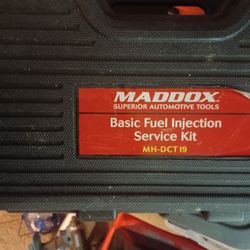 MADDOX
SUPERIOR AUTOMOTIVE TOOLS
Basic Fuel Injection
Service Kit
MH-DCT19